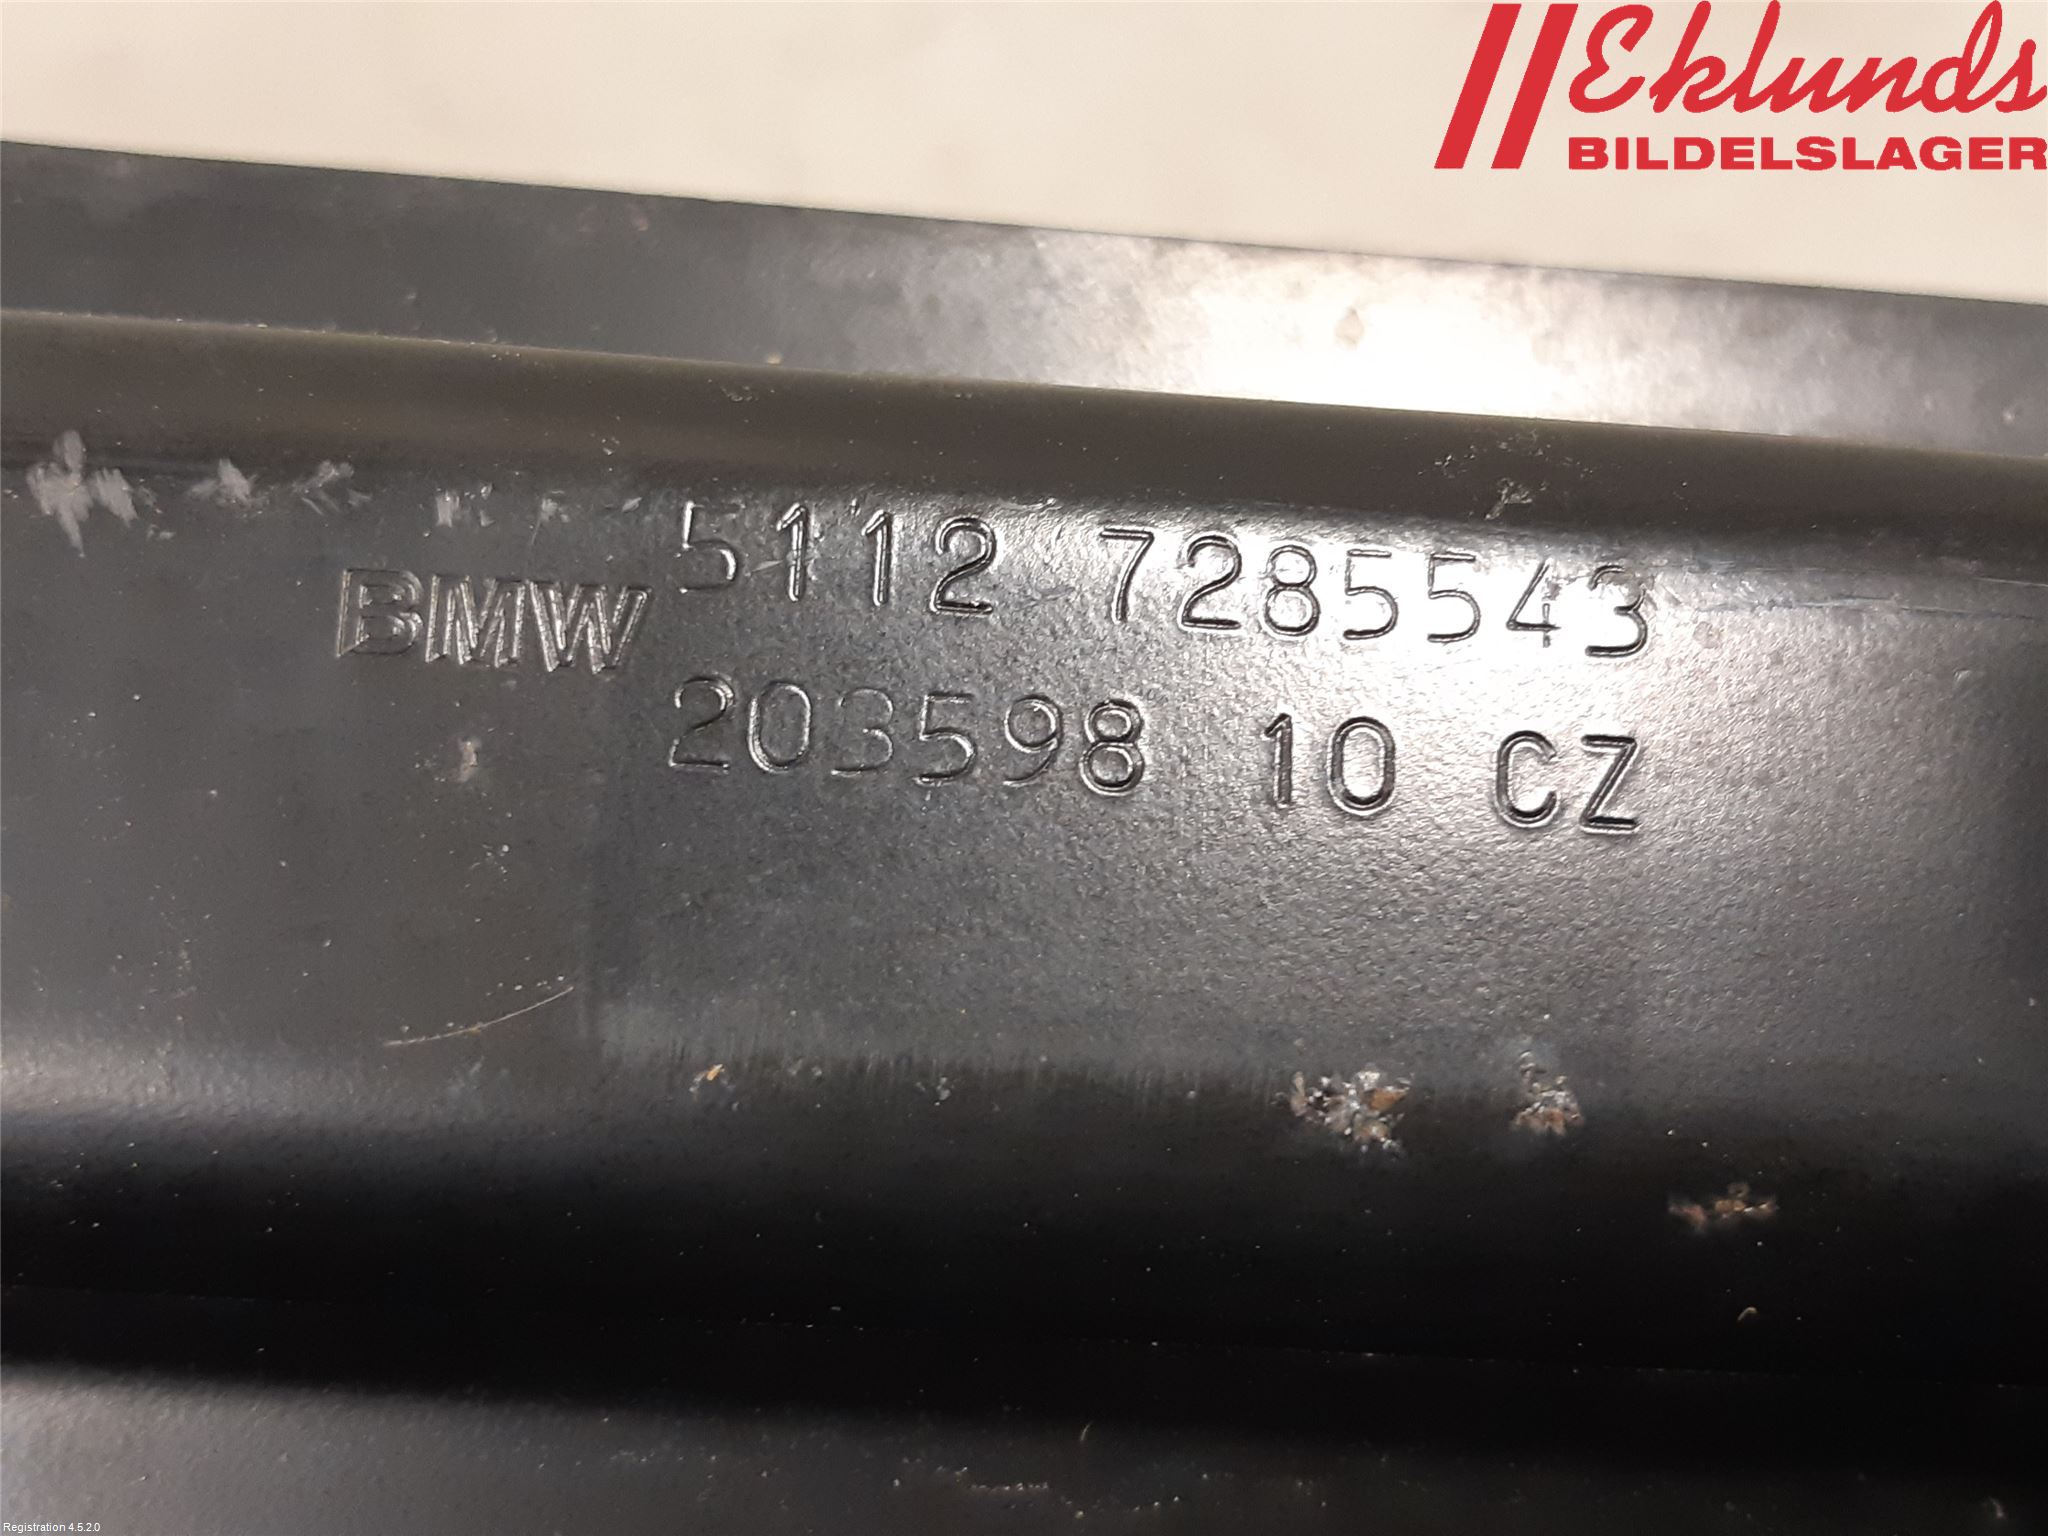 Eklunds
BILDELSLAGER
5112 7285543
BMW
203598 10 CZ
Registration 4.5.2.0